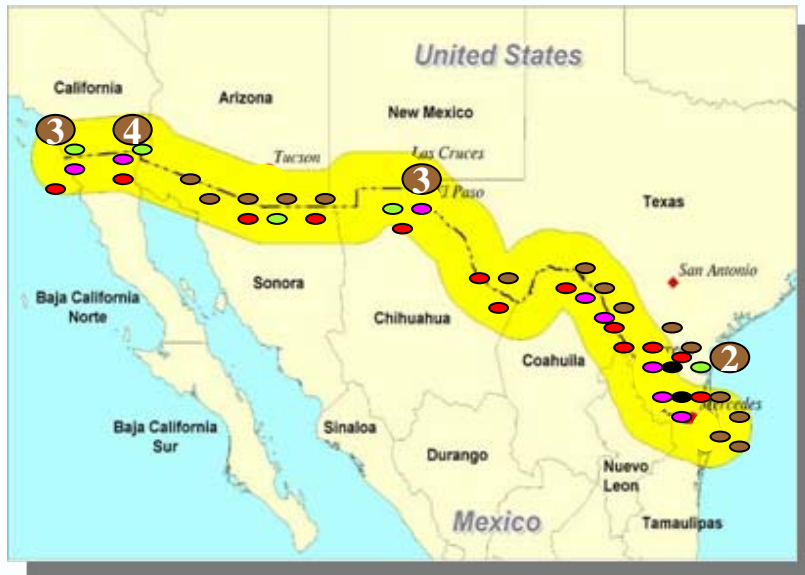 United States
California
Arizona
New Mexico
3
4
Tucson
Las Cruces
3
El Paso
Texas
San Antonio
Sonora
Baja California
Norte
Chihuahua
Coahuila
2
Mercedes
Baja California
Sur
Sinaloa
Durango
Nuevo
Leon
Mexico
Tamaulipas